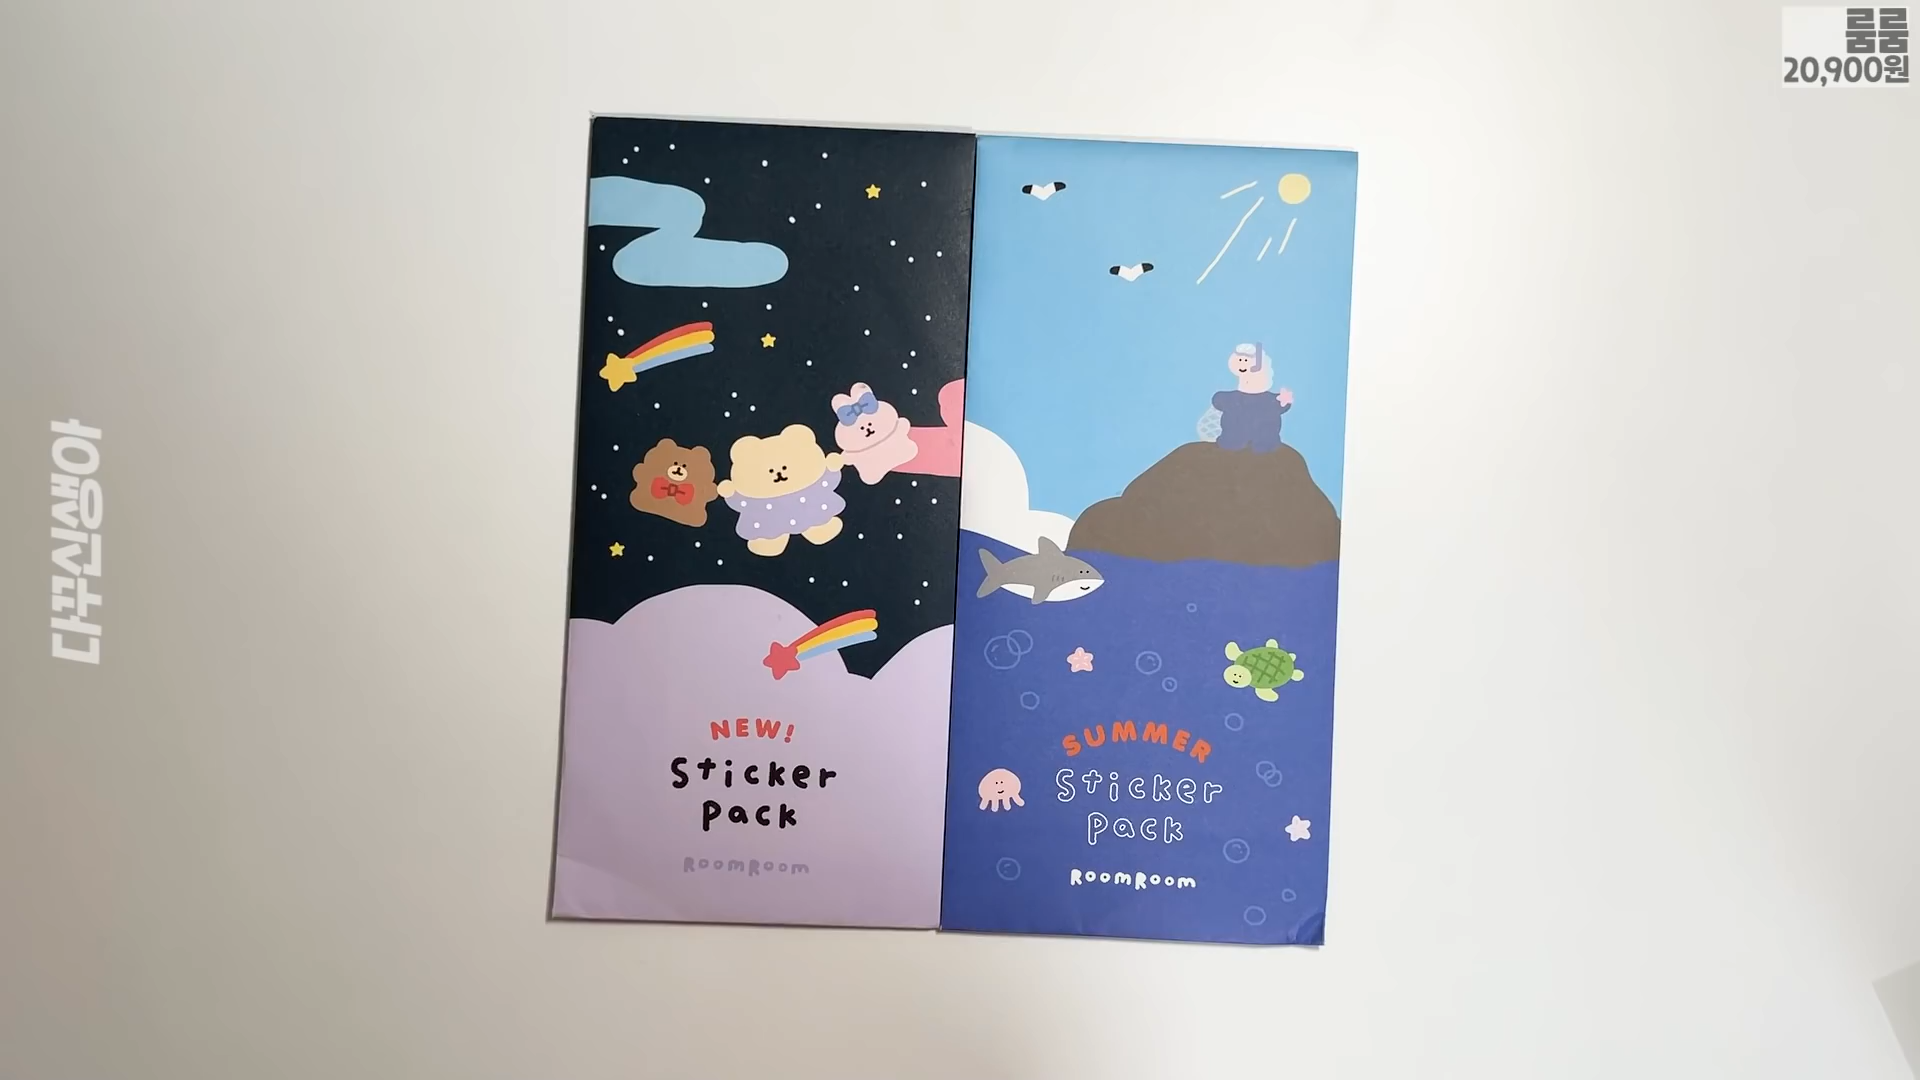 룸룸
20,900원
다꾸신생아
NEW!
Sticker
pack
RoomRoom
SUMMER
Sticker
pack
RoomRoom